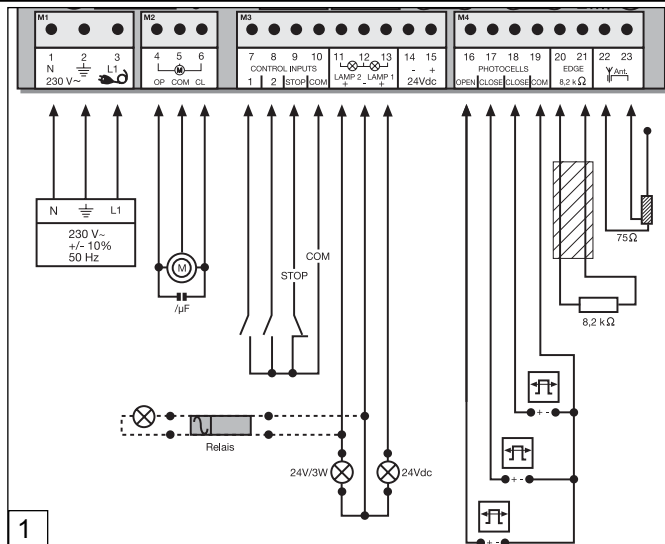 M1 M2 M3 M4
1 2 3 4 5 6 7 8 9 10 11 12 13 14 15 16 17 18 19 20 21 22 23
N L1 M CONTROL INPUTS - + PHOTOCELLS EDGE Ant.
230 V~ OP COM CL 1 2 STOP COM LAMP 2 LAMP 1 24Vdc OPEN CLOSE CLOSE COM 8,2 k Ω
+ - +
N L1
230 V~
+/- 10%
50 Hz
M
/µF
COM
STOP
75Ω
8,2 kΩ
+ -
Relais
24V/3W
24Vdc
+ -
+ -
1